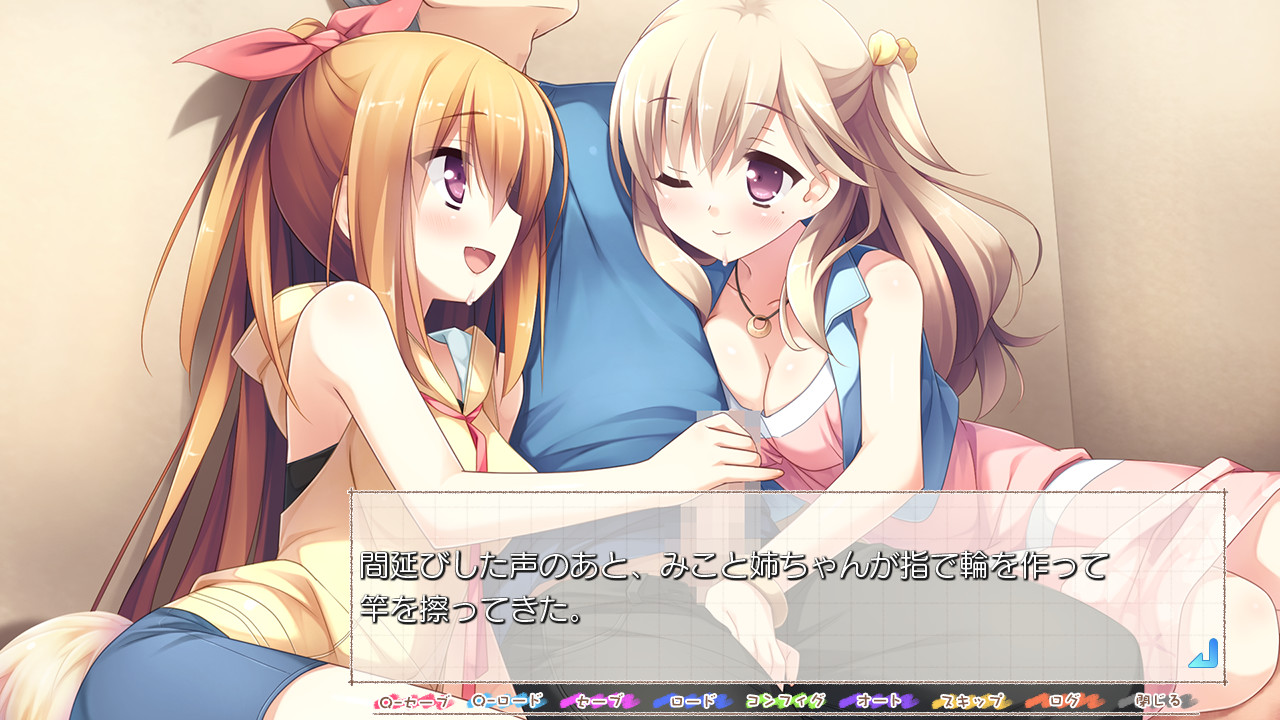 間延びした声のあと、みこと姉ちゃんが指で輪を作って
竿を擦ってきた。
Q-セーブ Q-ロード セーブ ロード コンフィグ オート スキップ ログ 閉じる